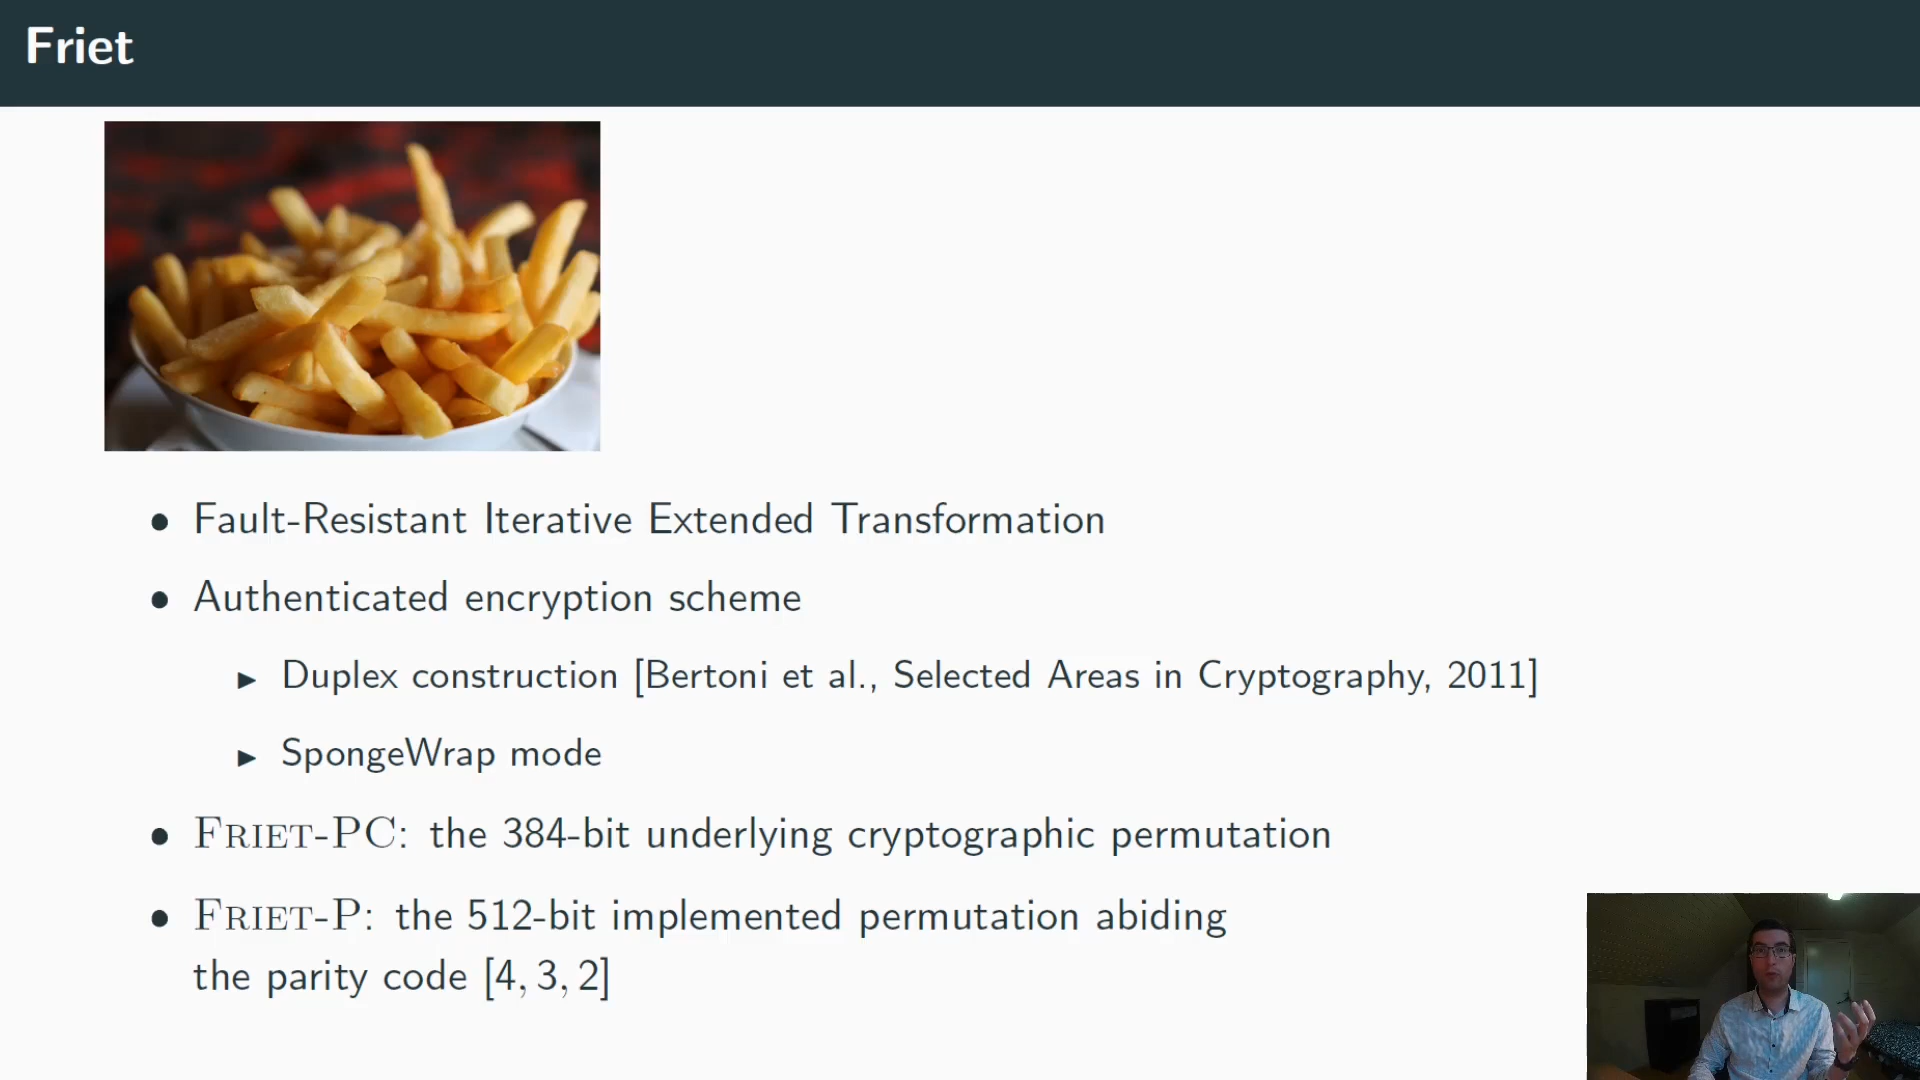 Friet
• Fault-Resistant Iterative Extended Transformation
• Authenticated encryption scheme
▶ Duplex construction [Bertoni et al., Selected Areas in Cryptography, 2011]
▶ SpongeWrap mode
• Friet-PC: the 384-bit underlying cryptographic permutation
• Friet-P: the 512-bit implemented permutation abiding
the parity code [4, 3, 2]